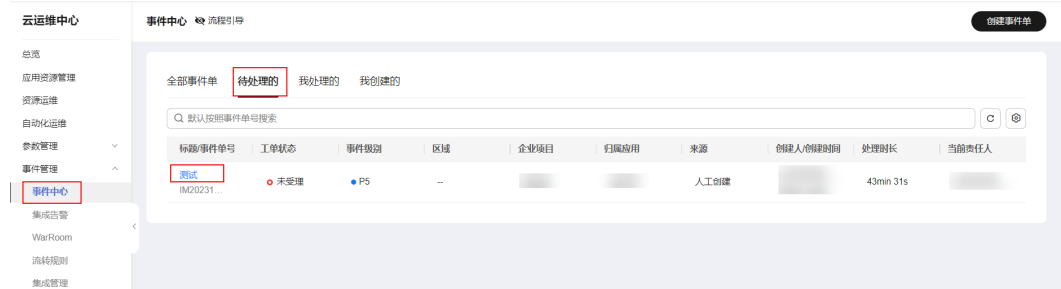 云运维中心
事件中心 流程引导
创建事件单
总览
应用资源管理
资源运维
自动化运维
参数管理
事件管理
事件中心
集成告警
WarRoom
流转规则
集成管理
全部事件单 待处理的 我处理的 我创建的
默认按照事件单号搜索
标题/事件单号 工单状态 事件级别 区域 企业项目 归属应用 来源 创建人/创建时间 处理时长 当前责任人
测试
IM20231... 未受理 P5 -- 人工创建 43min 31s